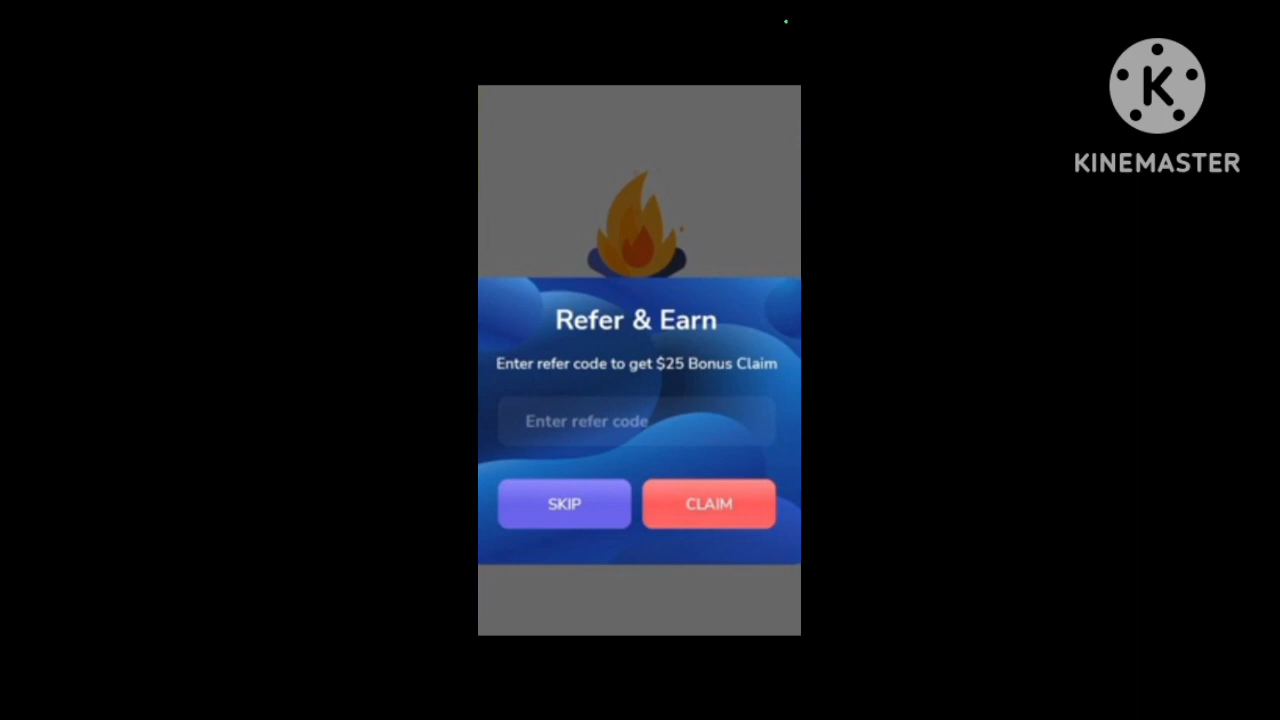 K
KINEMASTER
Refer & Earn
Enter refer code to get $25 Bonus Claim
Enter refer code
SKIP
CLAIM